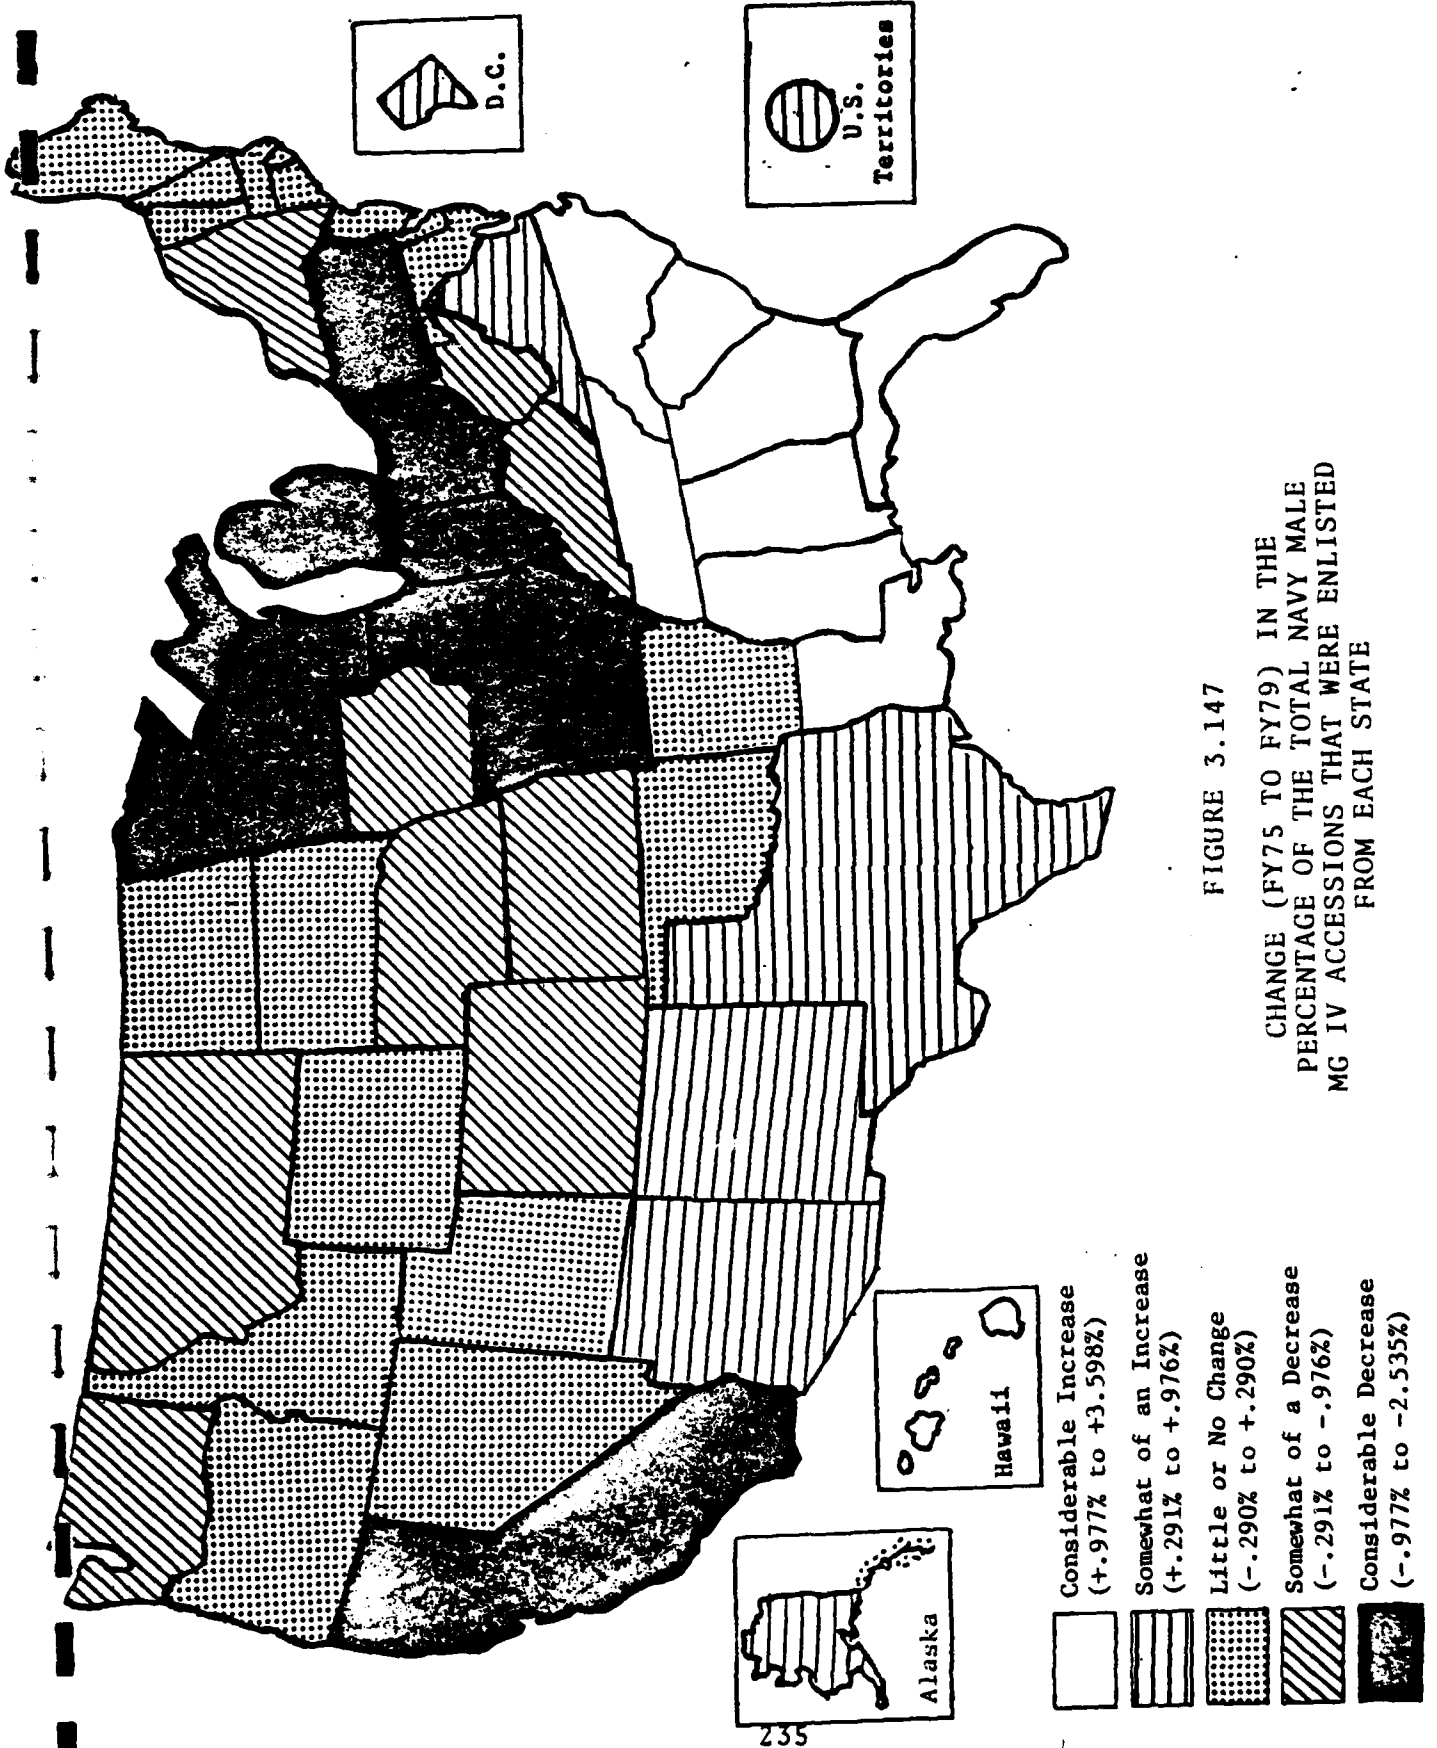 D.C.
U.S.
Territories
Alaska
Hawaii
Considerable Increase
(+.977% to +3.598%)
Somewhat of an Increase
(+.291% to +.976%)
Little or No Change
(-.290% to +.290%)
Somewhat of a Decrease
(-.291% to -.976%)
Considerable Decrease
(-.977% to -2.535%)
FIGURE 3.147
CHANGE (FY75 TO FY79) IN THE
PERCENTAGE OF THE TOTAL NAVY MALE
MG IV ACCESSIONS THAT WERE ENLISTED
FROM EACH STATE
235